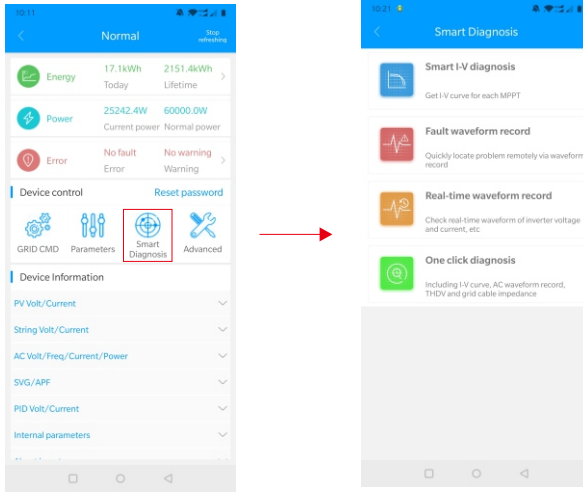 10:11
Normal
Stop
refreshing
Energy
17.1kWh
2151.4kWh
Today
Lifetime
Power
25242.4W
60000.0W
Current power
Normal power
Error
No fault
No warning
Error
Warning
Device control
Reset password
GRID CMD
Parameters
Smart
Diagnosis
Advanced
Device Information
PV Volt/Current
String Volt/Current
AC Volt/Freq/Current/Power
SVG/APF
PID Volt/Current
Internal parameters
10:21
Smart Diagnosis
Smart I-V diagnosis
Get I-V curve for each MPPT
Fault waveform record
Quickly locate problem remotely via waveform
record
Real-time waveform record
Check real-time waveform of inverter voltage
and current, etc
One click diagnosis
Including I-V curve, AC waveform record,
THDV and grid cable impedance